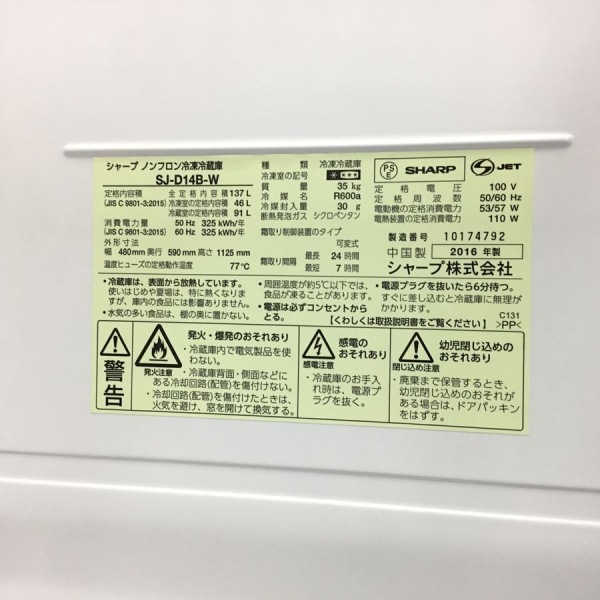 シャープ ノンフロン冷凍冷蔵庫
SJ-D14B-W
定格内容積 全定格内容積 137 L
(JIS C 9801-3:2015) 冷凍室の定格内容積 46 L
冷蔵室の定格内容積 91 L
消費電力量 50 Hz 325 kWh/年
(JIS C 9801-3:2015) 60 Hz 325 kWh/年
外形寸法
幅 480mm 奥行 590 mm 高さ 1125 mm
温度ヒューズの定格動作温度 77℃
種類 冷凍冷蔵庫
冷凍室の記号
質量 35 kg
冷媒 R600a
冷媒封入量 30 g
断熱発泡ガス シクロペンタン
霜取り制御装置のタイプ
可変式
霜取り間隔 最長 24 時間
最短 7 時間
PS
E
SHARP
S JET
定格電圧 100 V
定格周波数 50/60 Hz
電動機の定格消費電力 53/57 W
電熱装置の定格消費電力 110 W
製造番号 10174792
中国製 2016 年製
シャープ株式会社
・冷蔵庫は、表面から放熱しています。
使いはじめや夏場は、特に熱くなりま
すが、庫内の食品に影響はありません。
・水気の多い食品は、棚の奥に置かない。
・周囲温度が約5℃以下では、
食品が凍ることがあります。
・電源は必ずコンセントから
とる。
・電源プラグを抜いたら6分待つ。
すぐに差し込むと冷蔵庫に無理が
かかります。
【くわしくは取扱説明書をご覧ください】
C131
>PP<
警告
発火注意
発火・爆発のおそれあり
・冷蔵庫内で電気製品を使
わない。
・冷蔵庫背面・側面などに
ある冷却回路(配管)を傷付けない。
・冷却回路(配管)を傷付けたときは、
火気を避け、窓を開けて換気する。
感電注意
感電の
おそれあり
・冷蔵庫のお手入
れ時は、電源プラ
グを抜く。
一般注意
幼児閉じ込めの
おそれあり
・廃棄まで保管するとき、
幼児閉じ込めのおそれが
ある場合は、ドアパッキン
をはずす。